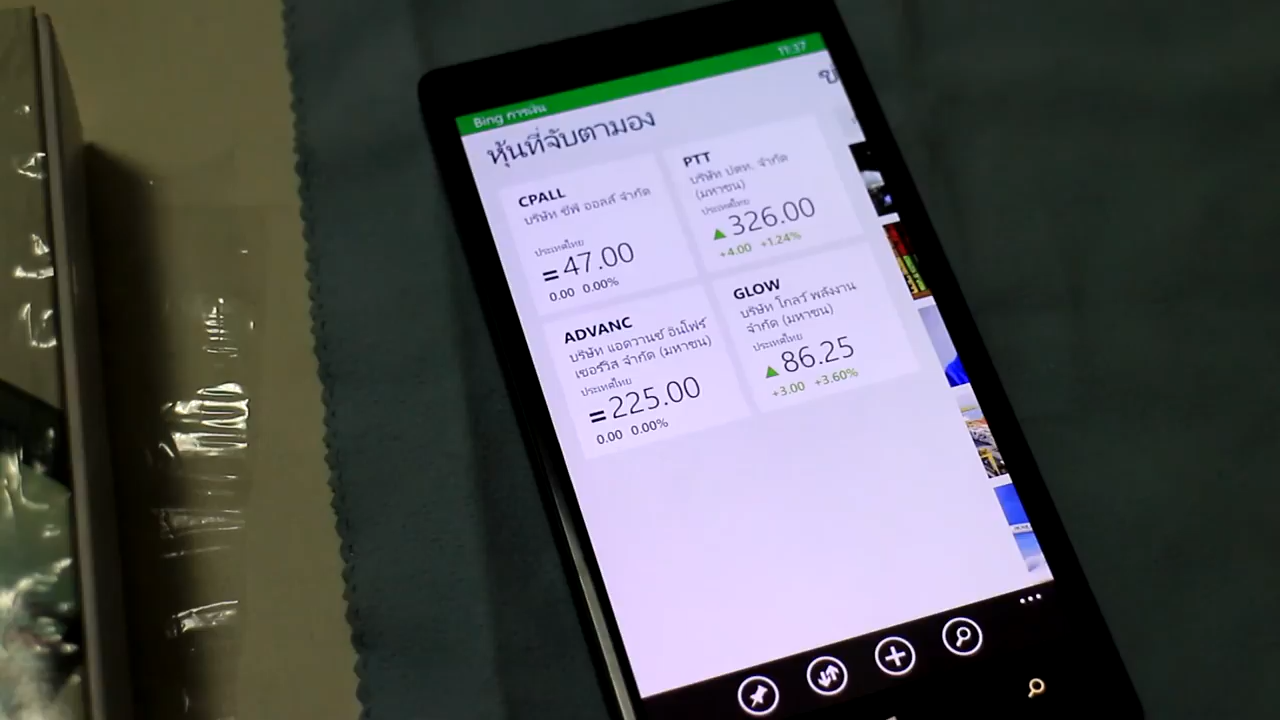 11:37
Bing การเงิน
หุ้นที่จับตามอง
CPALL
บริษัท ซีพี ออลล์ จำกัด
ประเทศไทย
=47.00
0.00 0.00%
PTT
บริษัท ปตท. จำกัด
(มหาชน)
ประเทศไทย
▲326.00
+4.00 +1.24%
ADVANC
บริษัท แอดวานซ์ อินโฟร์
เซอร์วิส จำกัด (มหาชน)
ประเทศไทย
=225.00
0.00 0.00%
GLOW
บริษัท โกลว์ พลังงาน
จำกัด (มหาชน)
ประเทศไทย
▲86.25
+3.00 +3.60%